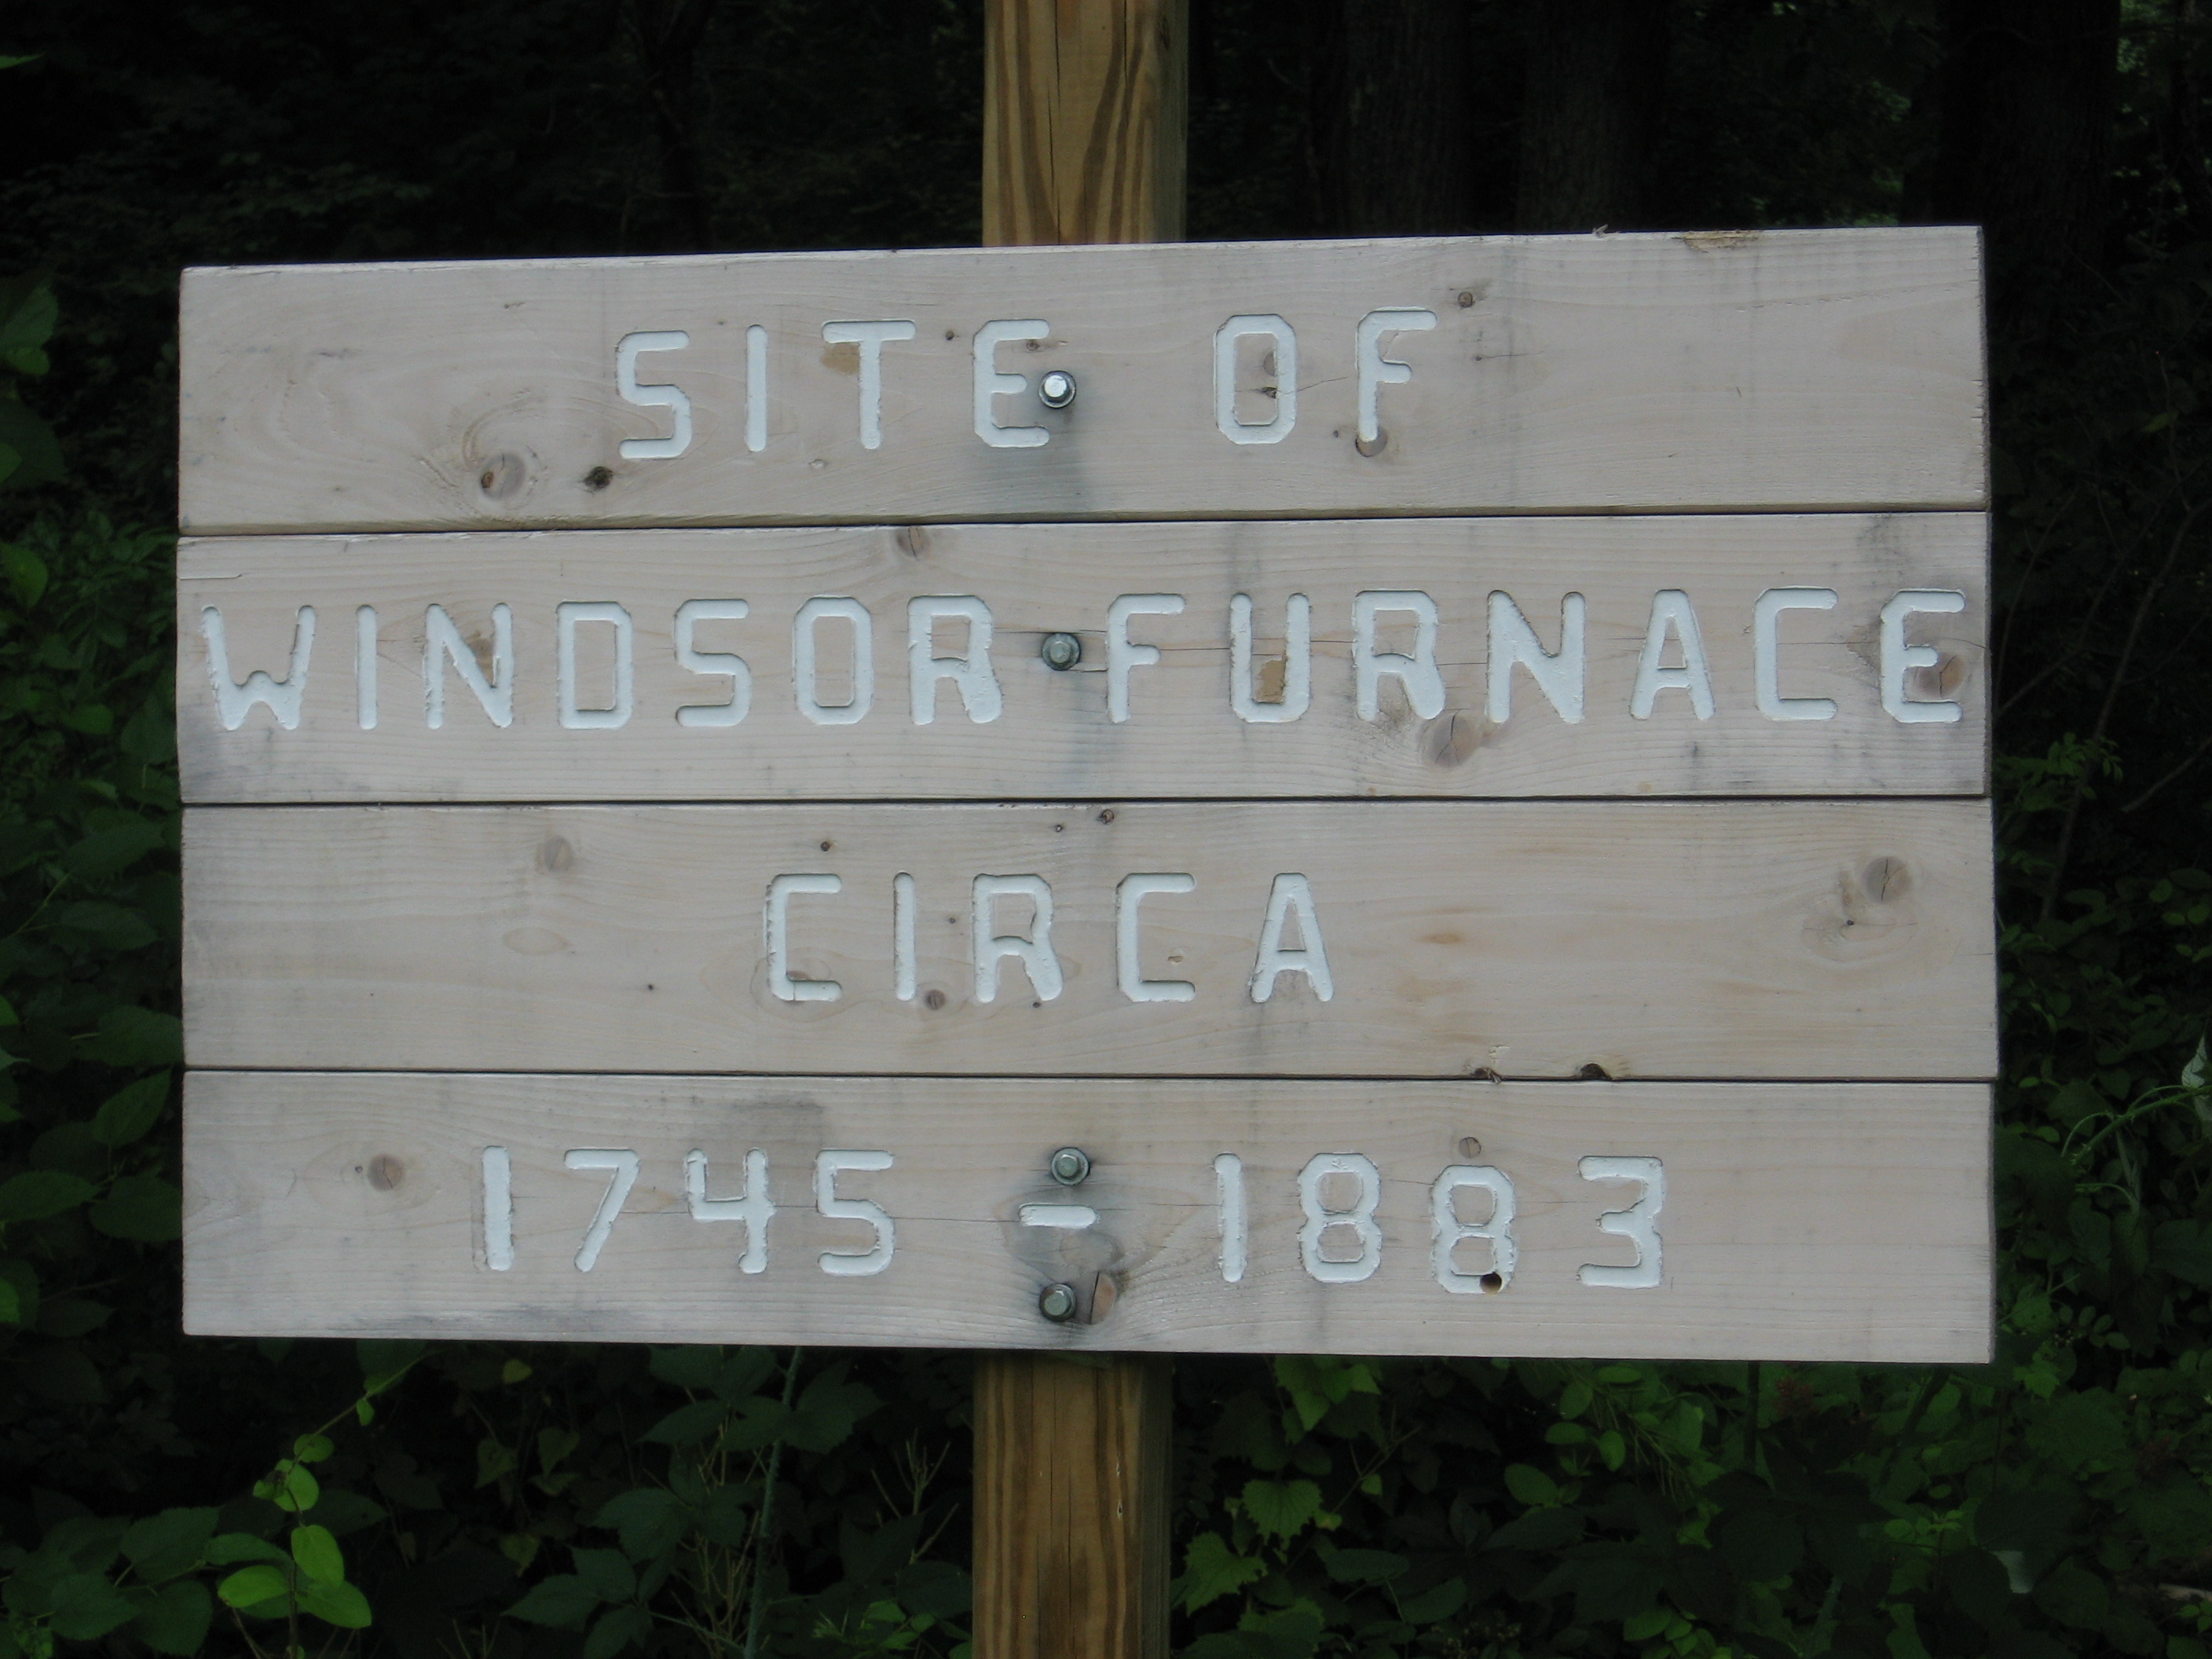 SITE OF
WINDSOR FURNACE
CIRCA
1745 - 1883